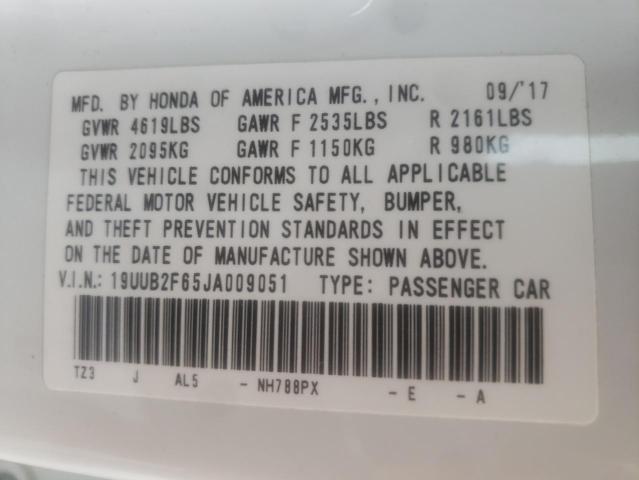 MFD. BY HONDA OF AMERICA MFG., INC. 09/'17
GVWR 4619LBS GAWR F 2535LBS R 2161LBS
GVWR 2095KG GAWR F 1150KG R 980KG
THIS VEHICLE CONFORMS TO ALL APPLICABLE
FEDERAL MOTOR VEHICLE SAFETY, BUMPER,
AND THEFT PREVENTION STANDARDS IN EFFECT
ON THE DATE OF MANUFACTURE SHOWN ABOVE.
V.I.N.: 19UUB2F65JA009051 TYPE: PASSENGER CAR
TZ3 J AL5 - NH788PX - E - A